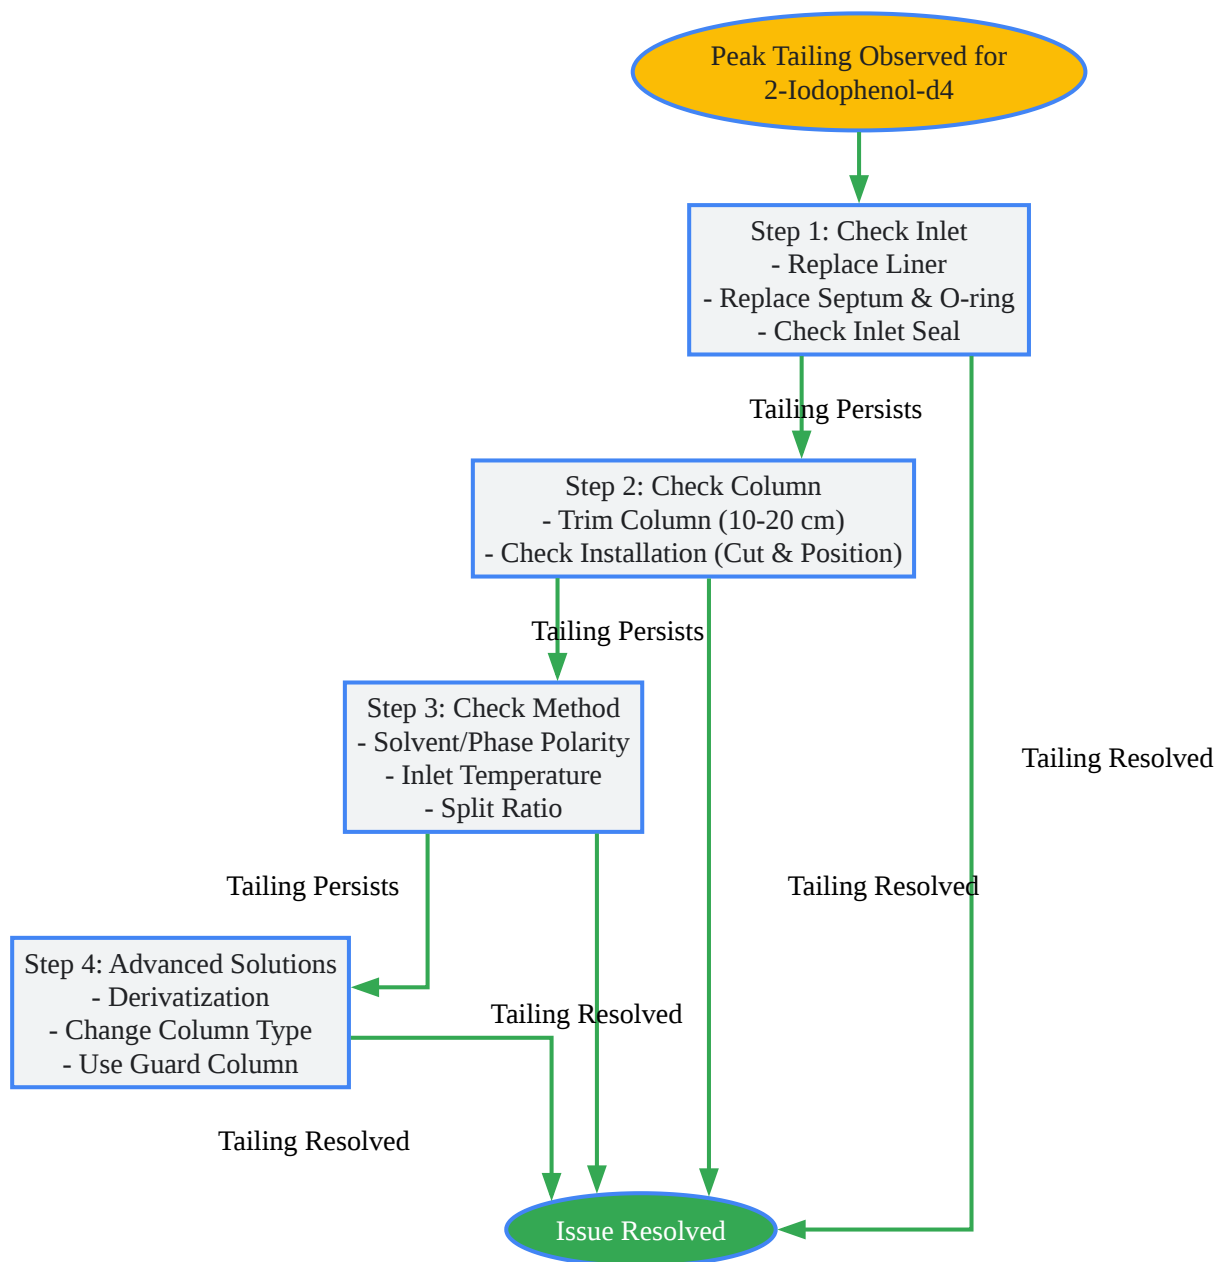 Peak Tailing Observed for
2-Iodophenol-d4
Step 1: Check Inlet
- Replace Liner
- Replace Septum & O-ring
- Check Inlet Seal
Tailing Persists
Step 2: Check Column
- Trim Column (10-20 cm)
- Check Installation (Cut & Position)
Tailing Persists
Step 3: Check Method
- Solvent/Phase Polarity
- Inlet Temperature
- Split Ratio
Tailing Resolved
Tailing Persists
Tailing Resolved
Step 4: Advanced Solutions
- Derivatization
- Change Column Type
- Use Guard Column
Tailing Resolved
Tailing Resolved
Issue Resolved